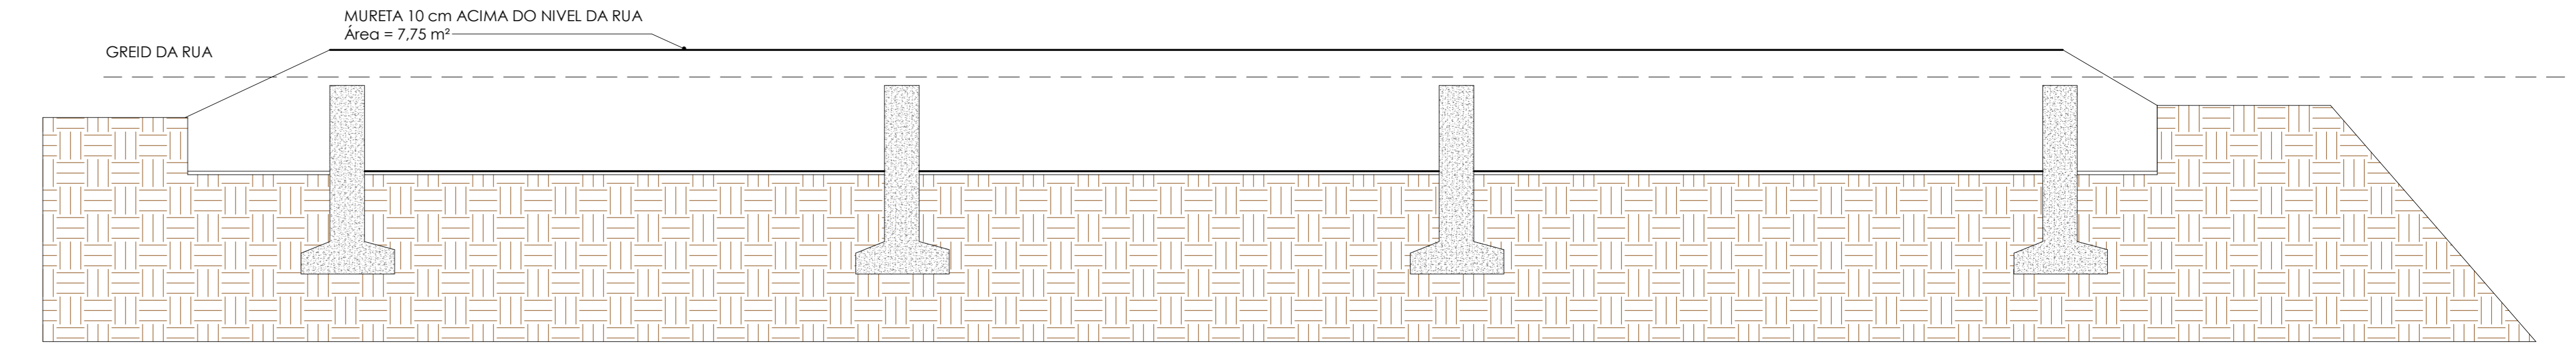 MURETA 10 cm ACIMA DO NIVEL DA RUA
Área = 7,75 m²
GREID DA RUA